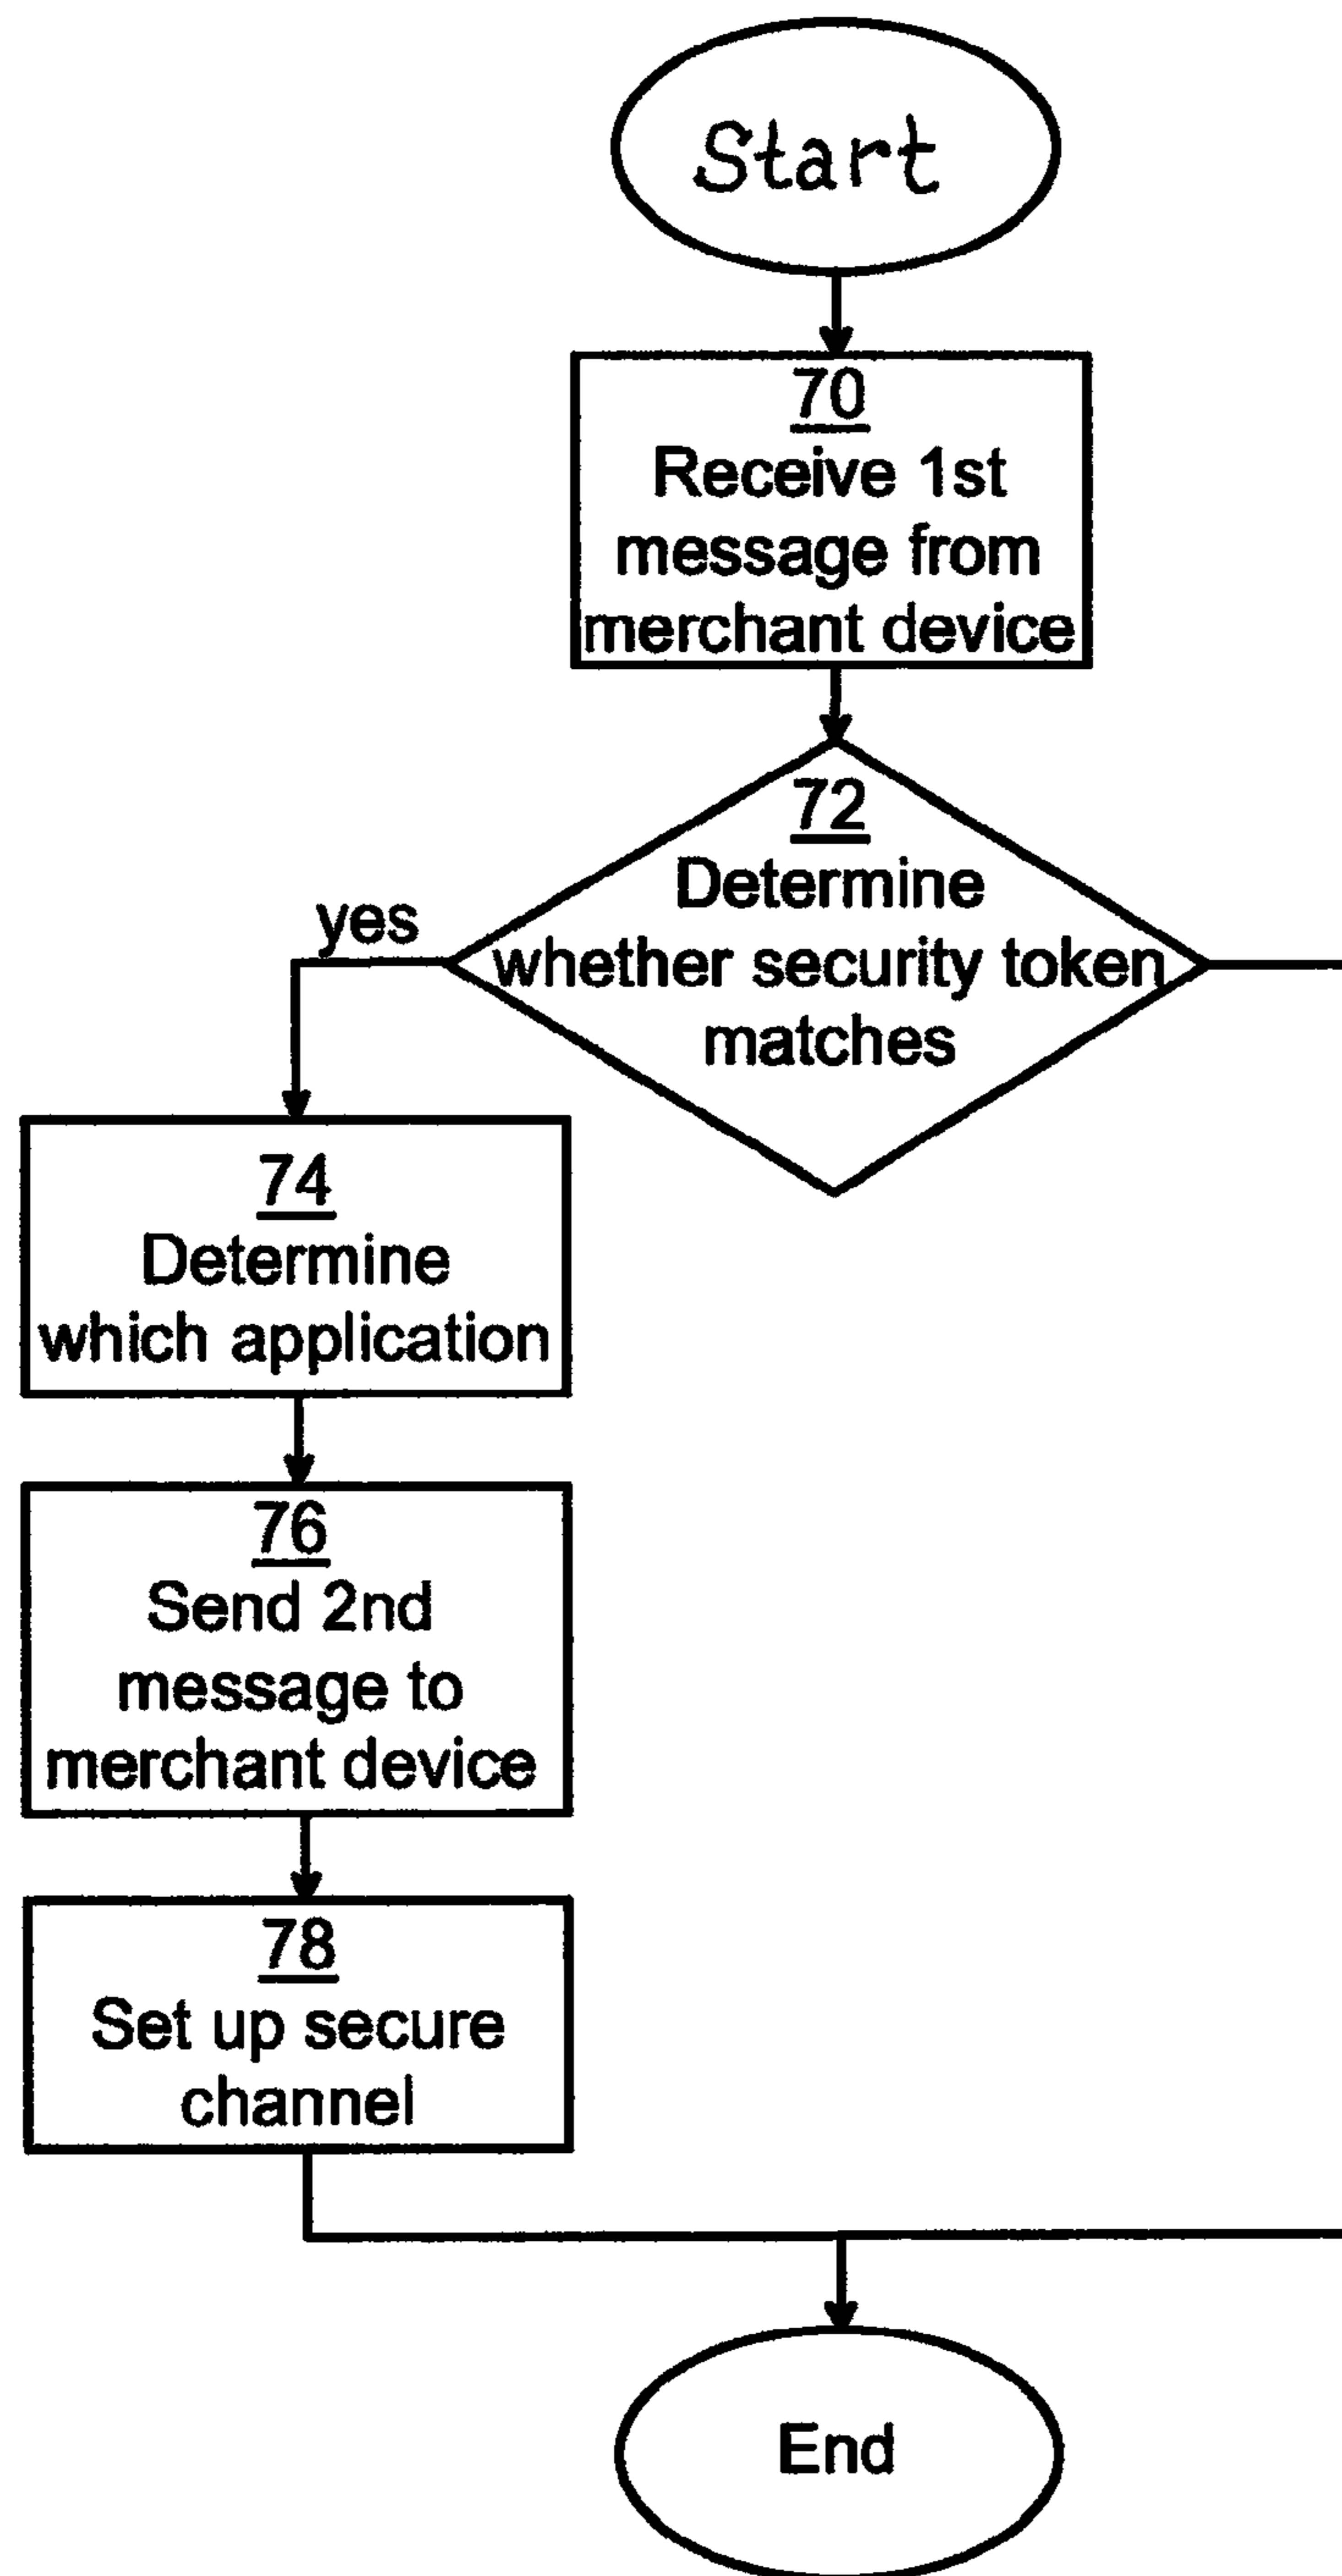 Start
70
Receive 1st
message from
merchant device
72
Determine
whether security token
matches
yes
74
Determine
which application
76
Send 2nd
message to
merchant device
78
Set up secure
channel
End